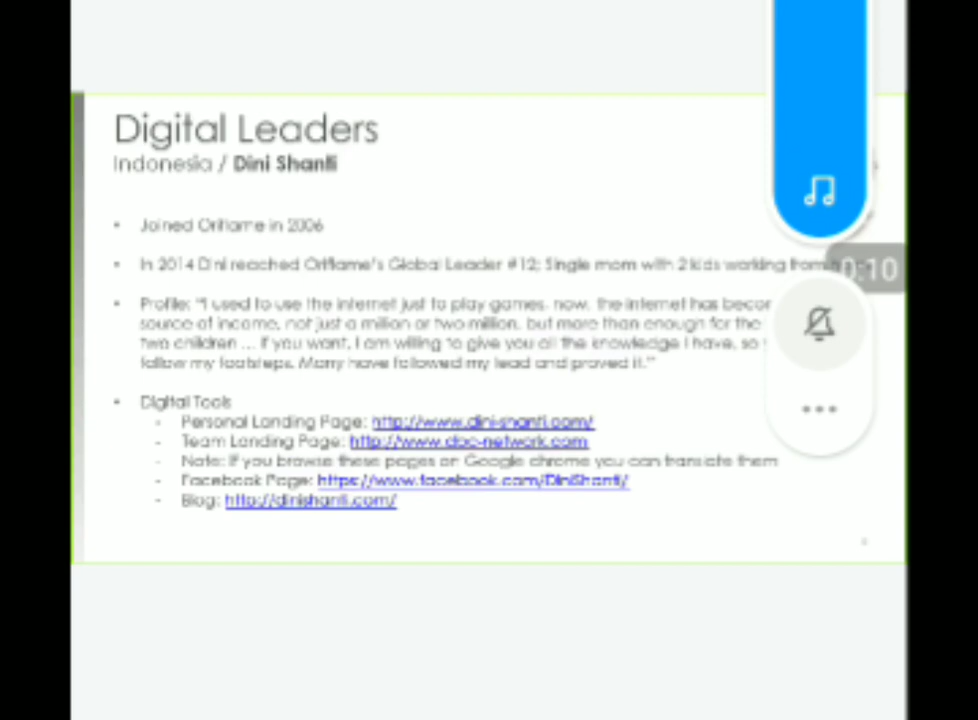 Digital Leaders
Indonesia / Dini Shanti
• Joined Oriflame in 2006
• In 2014 Dini reached Oriflame's Global Leader #12; Single mom with 2 kids working from
0:10
• Profile: "I used to use the internet just to play games, now, the internet has becor
source of income, not just a million or two million, but more than enough for the
two children ... if you want, I am willing to give you all the knowledge I have, so
follow my footsteps. Many have followed my lead and proved it."
• Digital Tools
- Personal Landing Page: http://www.dini-shanti.com/
- Team Landing Page: http://www.dbc-network.com
- Note: if you browse these pages on Google chrome you can translate them
- Facebook Page: https://www.facebook.com/DiniShanti/
- Blog: http://dinishanti.com/